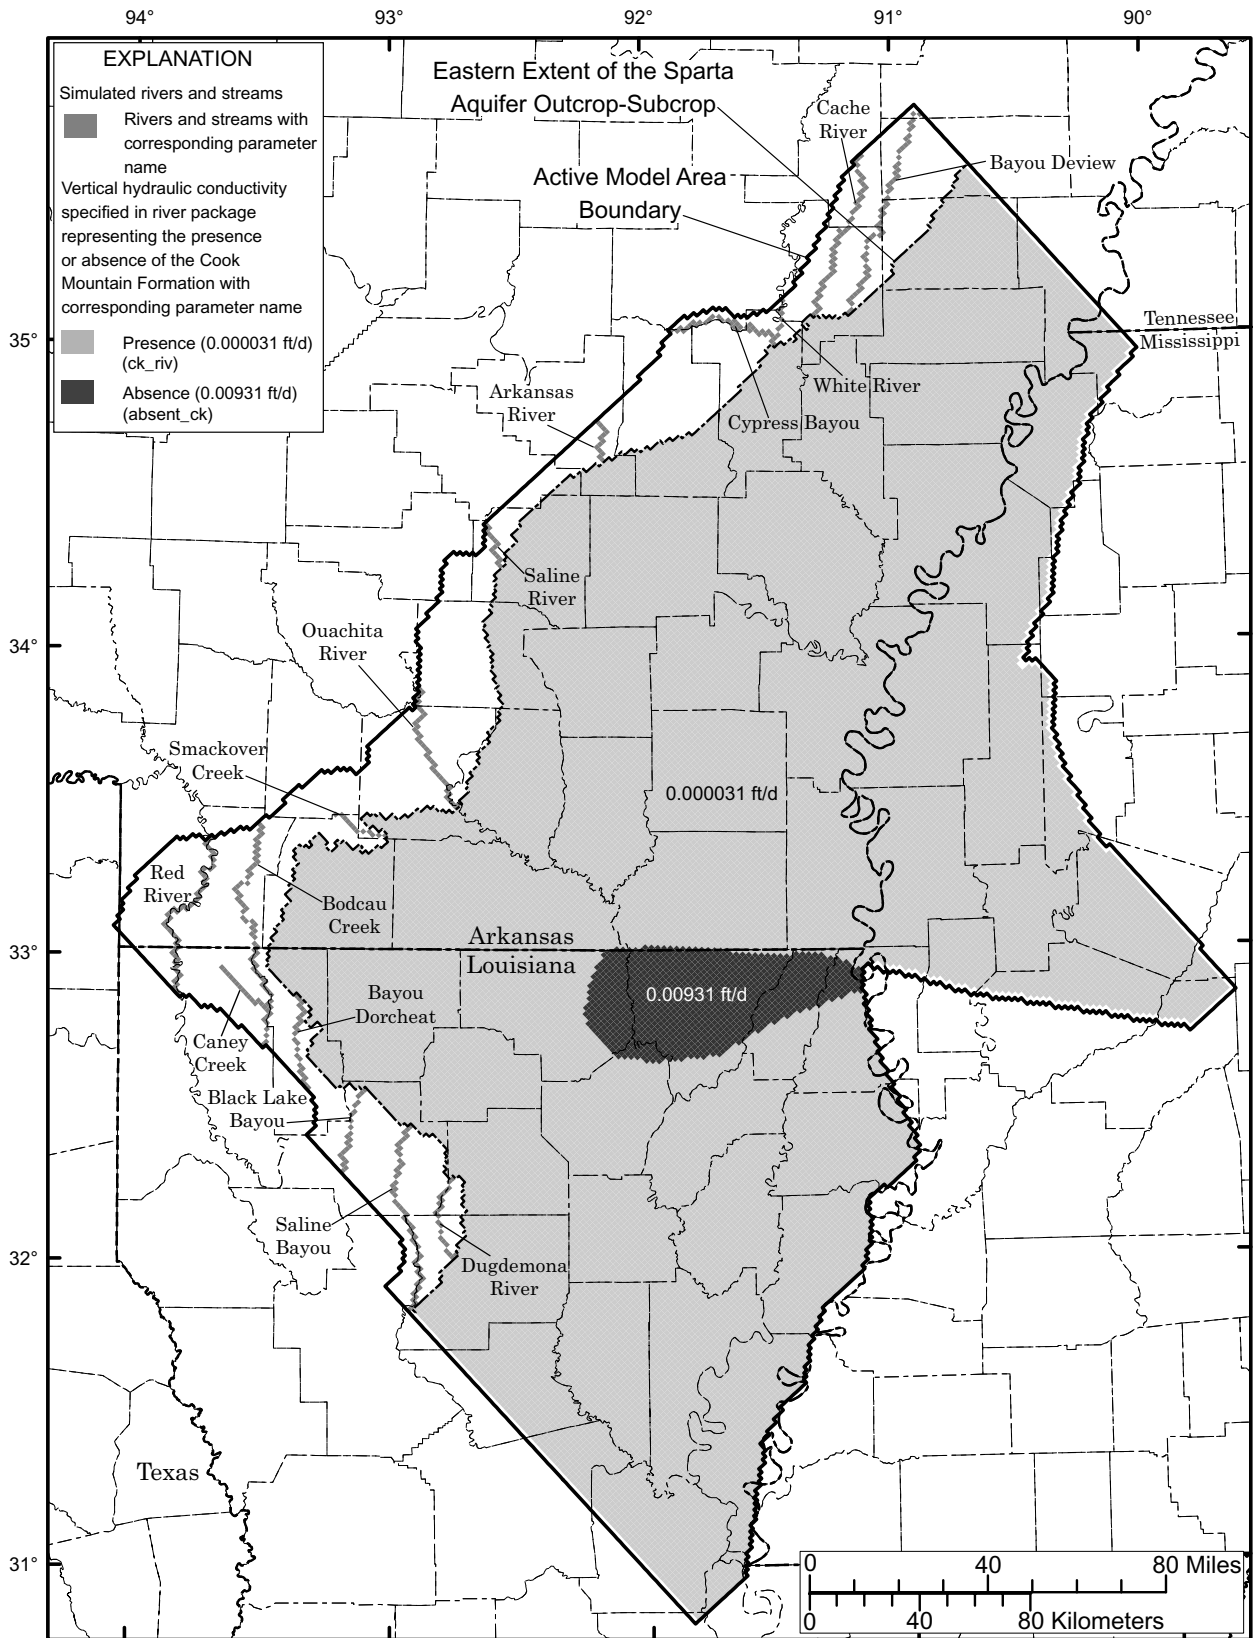 94° 93° 92° 91° 90°
EXPLANATION
Simulated rivers and streams
Rivers and streams with
corresponding parameter
name
Vertical hydraulic conductivity
specified in river package
representing the presence
or absence of the Cook
Mountain Formation with
corresponding parameter name
Presence (0.000031 ft/d)
(ck_riv)
Absence (0.00931 ft/d)
(absent_ck)
Eastern Extent of the Sparta
Aquifer Outcrop-Subcrop
Cache
River
Bayou Deview
Active Model Area
Boundary
Tennessee
Mississippi
35°
White River
Arkansas
River
Cypress Bayou
Saline
River
34°
Ouachita
River
Smackover
Creek
0.000031 ft/d
Red
River
Bodcau
Creek
33°
Arkansas
Louisiana
0.00931 ft/d
Bayou
Dorcheat
Caney
Creek
Black Lake
Bayou
Saline
Bayou
32°
Dugdemona
River
Texas
31°
0 40 80 Miles
0 40 80 Kilometers